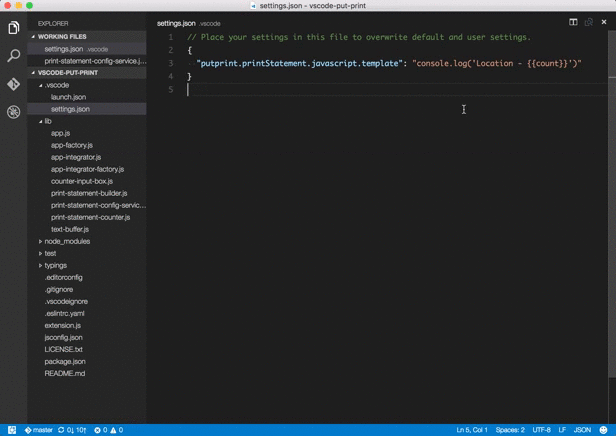 settings.json - vscode-put-print
EXPLORER
WORKING FILES
settings.json .vscode
print-statement-config-service.j...
VSCODE-PUT-PRINT
.vscode
launch.json
settings.json
lib
app.js
app-factory.js
app-integrator.js
app-integrator-factory.js
counter-input-box.js
print-statement-builder.js
print-statement-config-servic...
print-statement-counter.js
text-buffer.js
node_modules
test
typings
.editorconfig
.gitignore
.vscodeignore
.eslintrc.yaml
extension.js
jsconfig.json
LICENSE.txt
package.json
README.md
settings.json .vscode
1 // Place your settings in this file to overwrite default and user settings.
2 {
3 "putprint.printStatement.javascript.template": "console.log('Location - {{count}}')"
4 }
5
master 0↓ 10↑ 0 0 Ln 5, Col 1 Spaces: 2 UTF-8 LF JSON